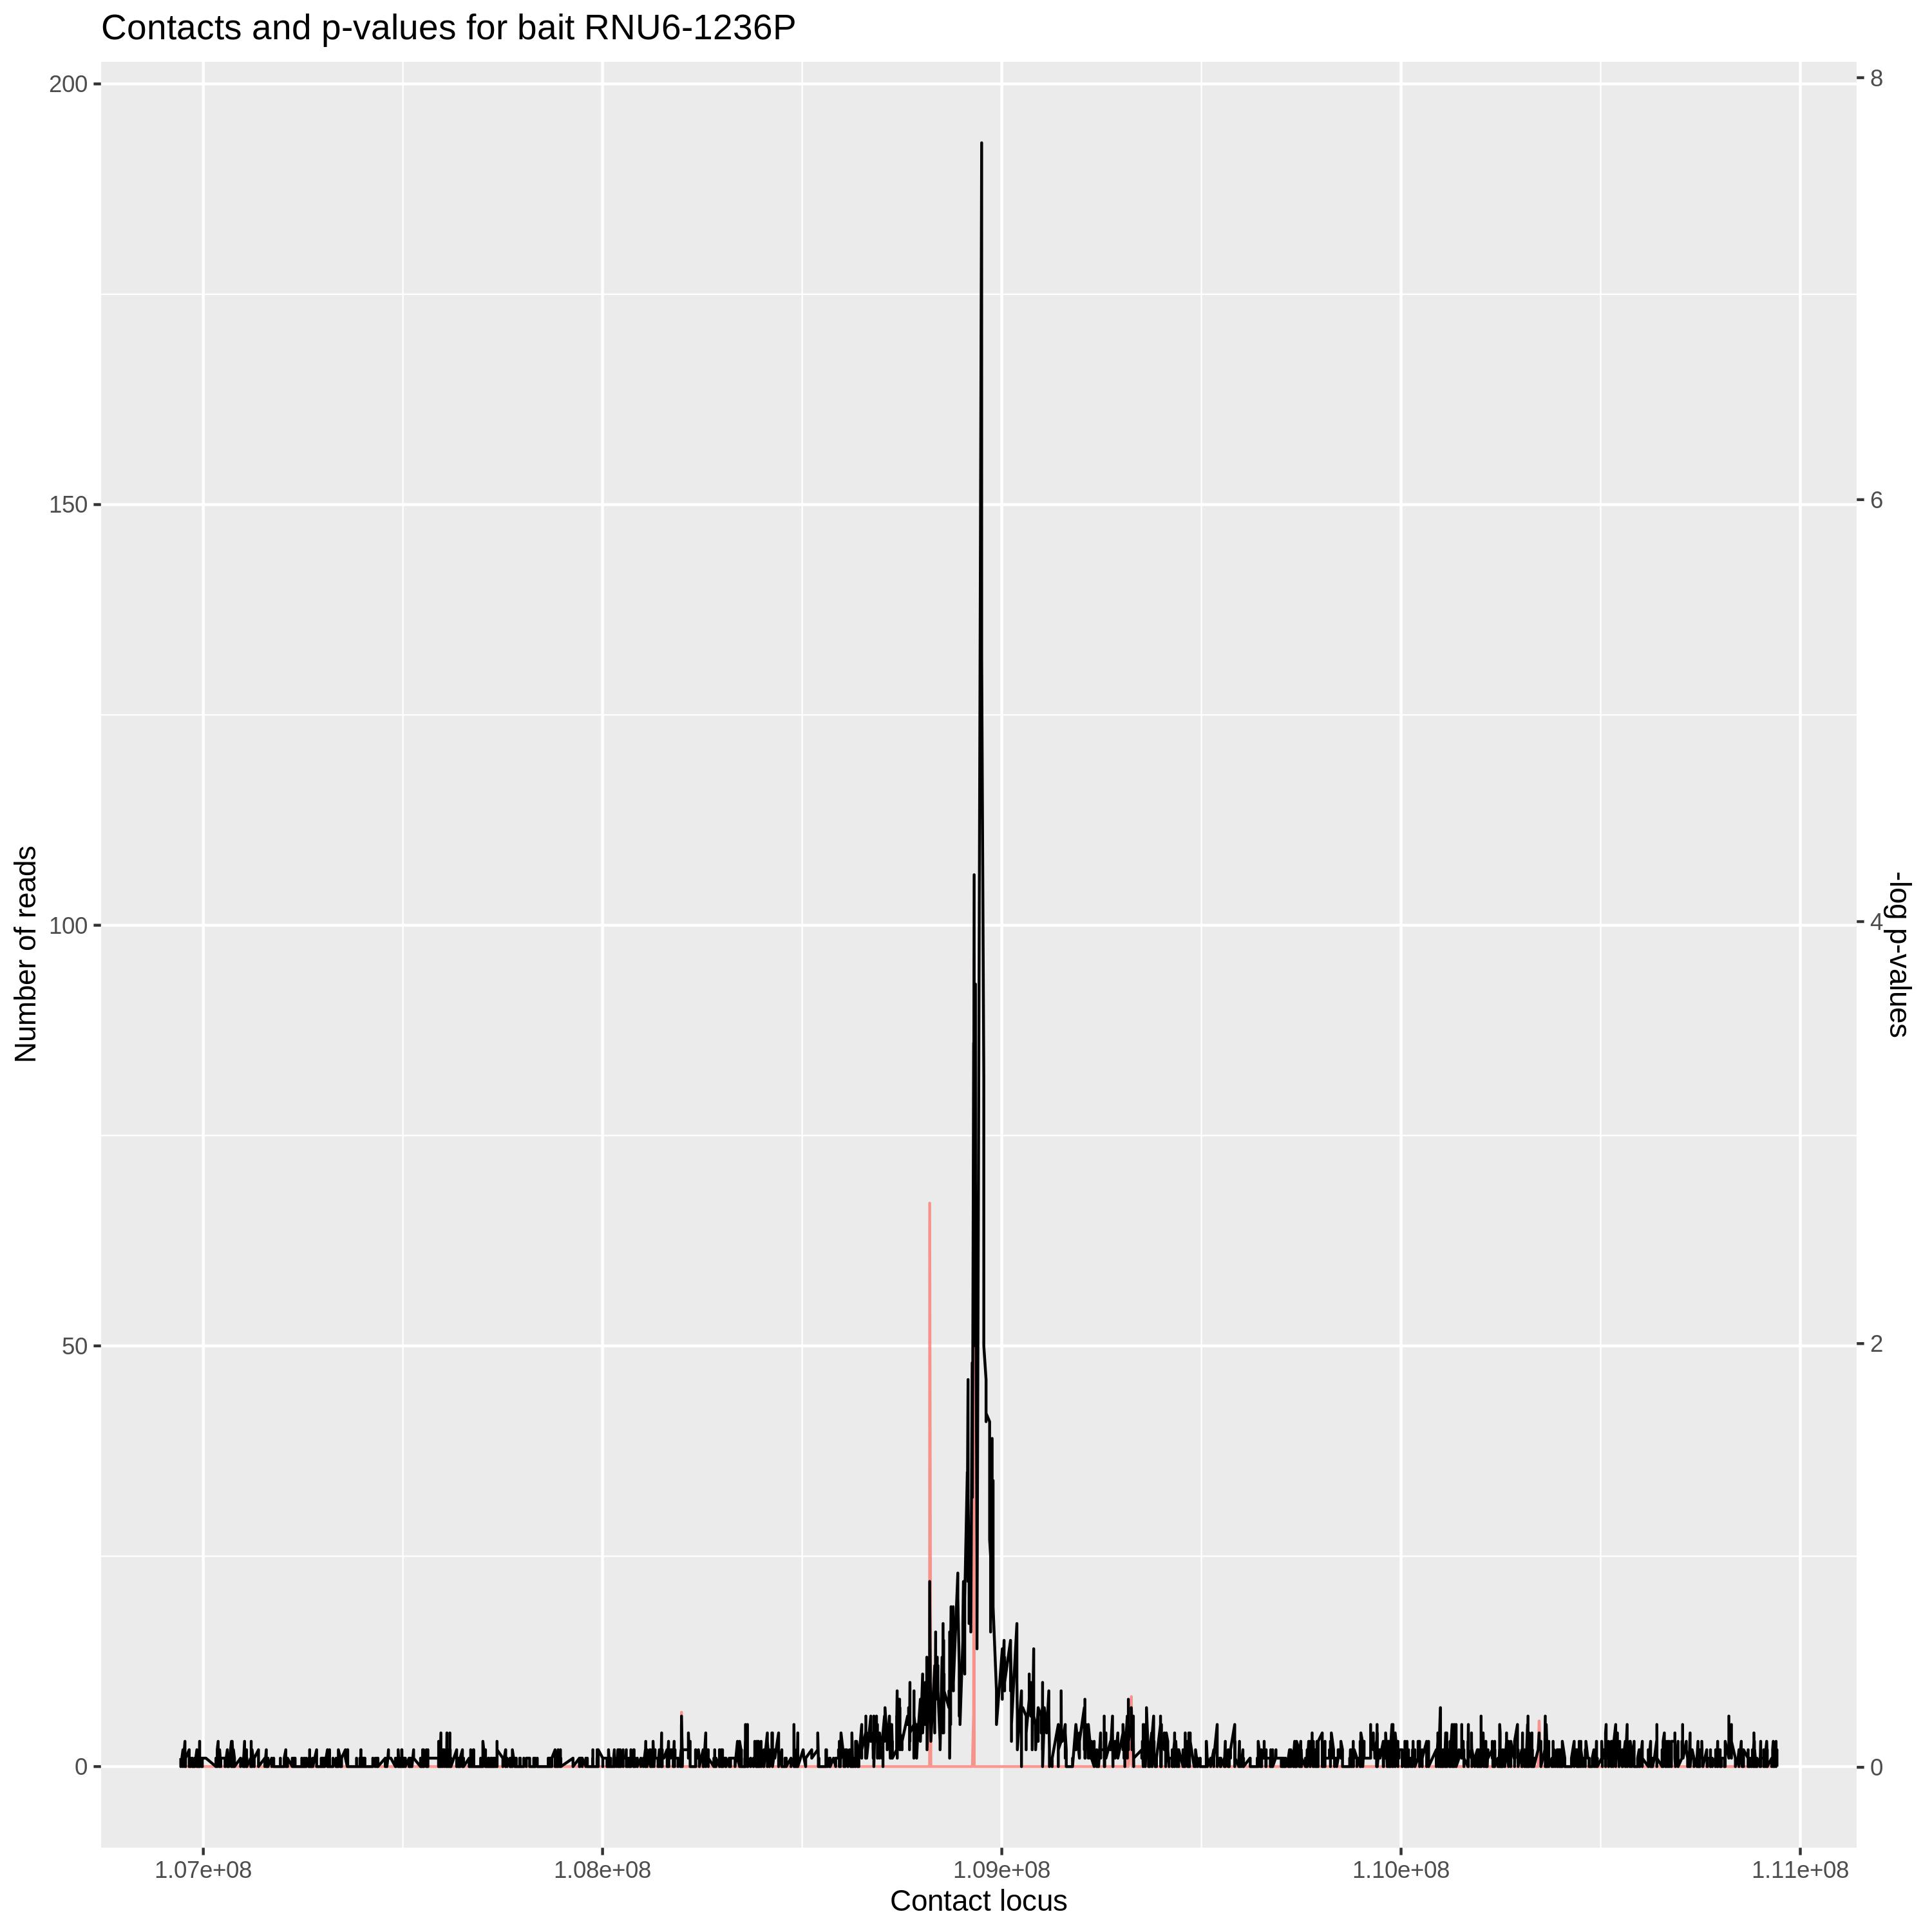 Contacts and p-values for bait RNU6-1236P
200
150
100
50
0
Number of reads
8
6
4
2
0
-log p-values
1.07e+08
1.08e+08
1.09e+08
1.10e+08
1.11e+08
Contact locus